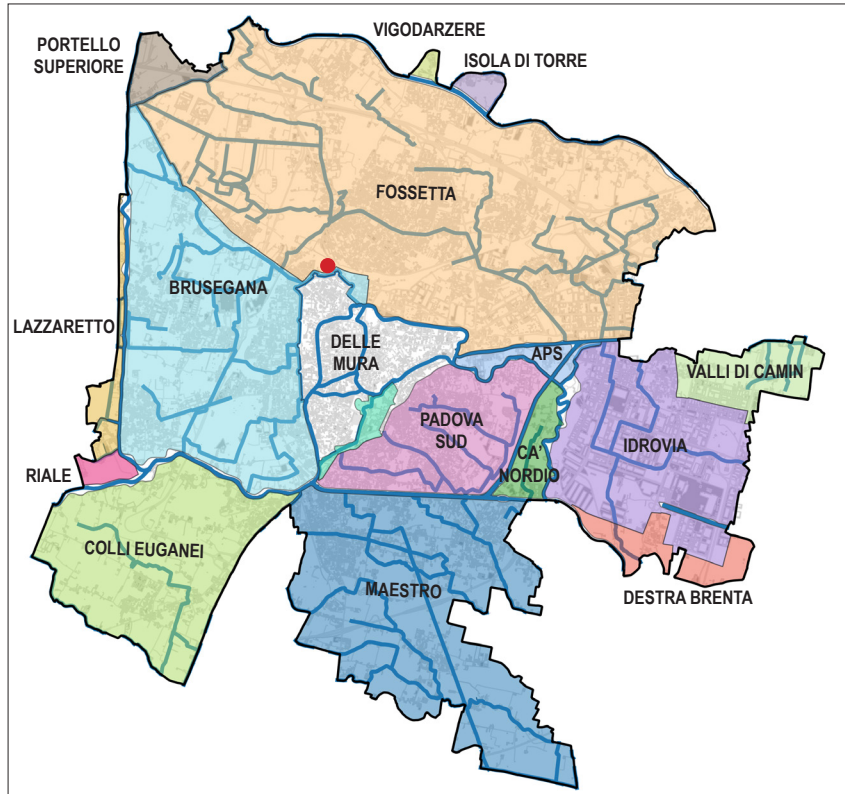 VIGODARZERE
PORTELLO
SUPERIORE
ISOLA DI TORRE
FOSSETTA
BRUSEGANA
LAZZARETTO
DELLE
MURA
APS
VALLI DI CAMIN
PADOVA
SUD
IDROVIA
CA'
NORDIO
RIALE
COLLI EUGANEI
MAESTRO
DESTRA BRENTA